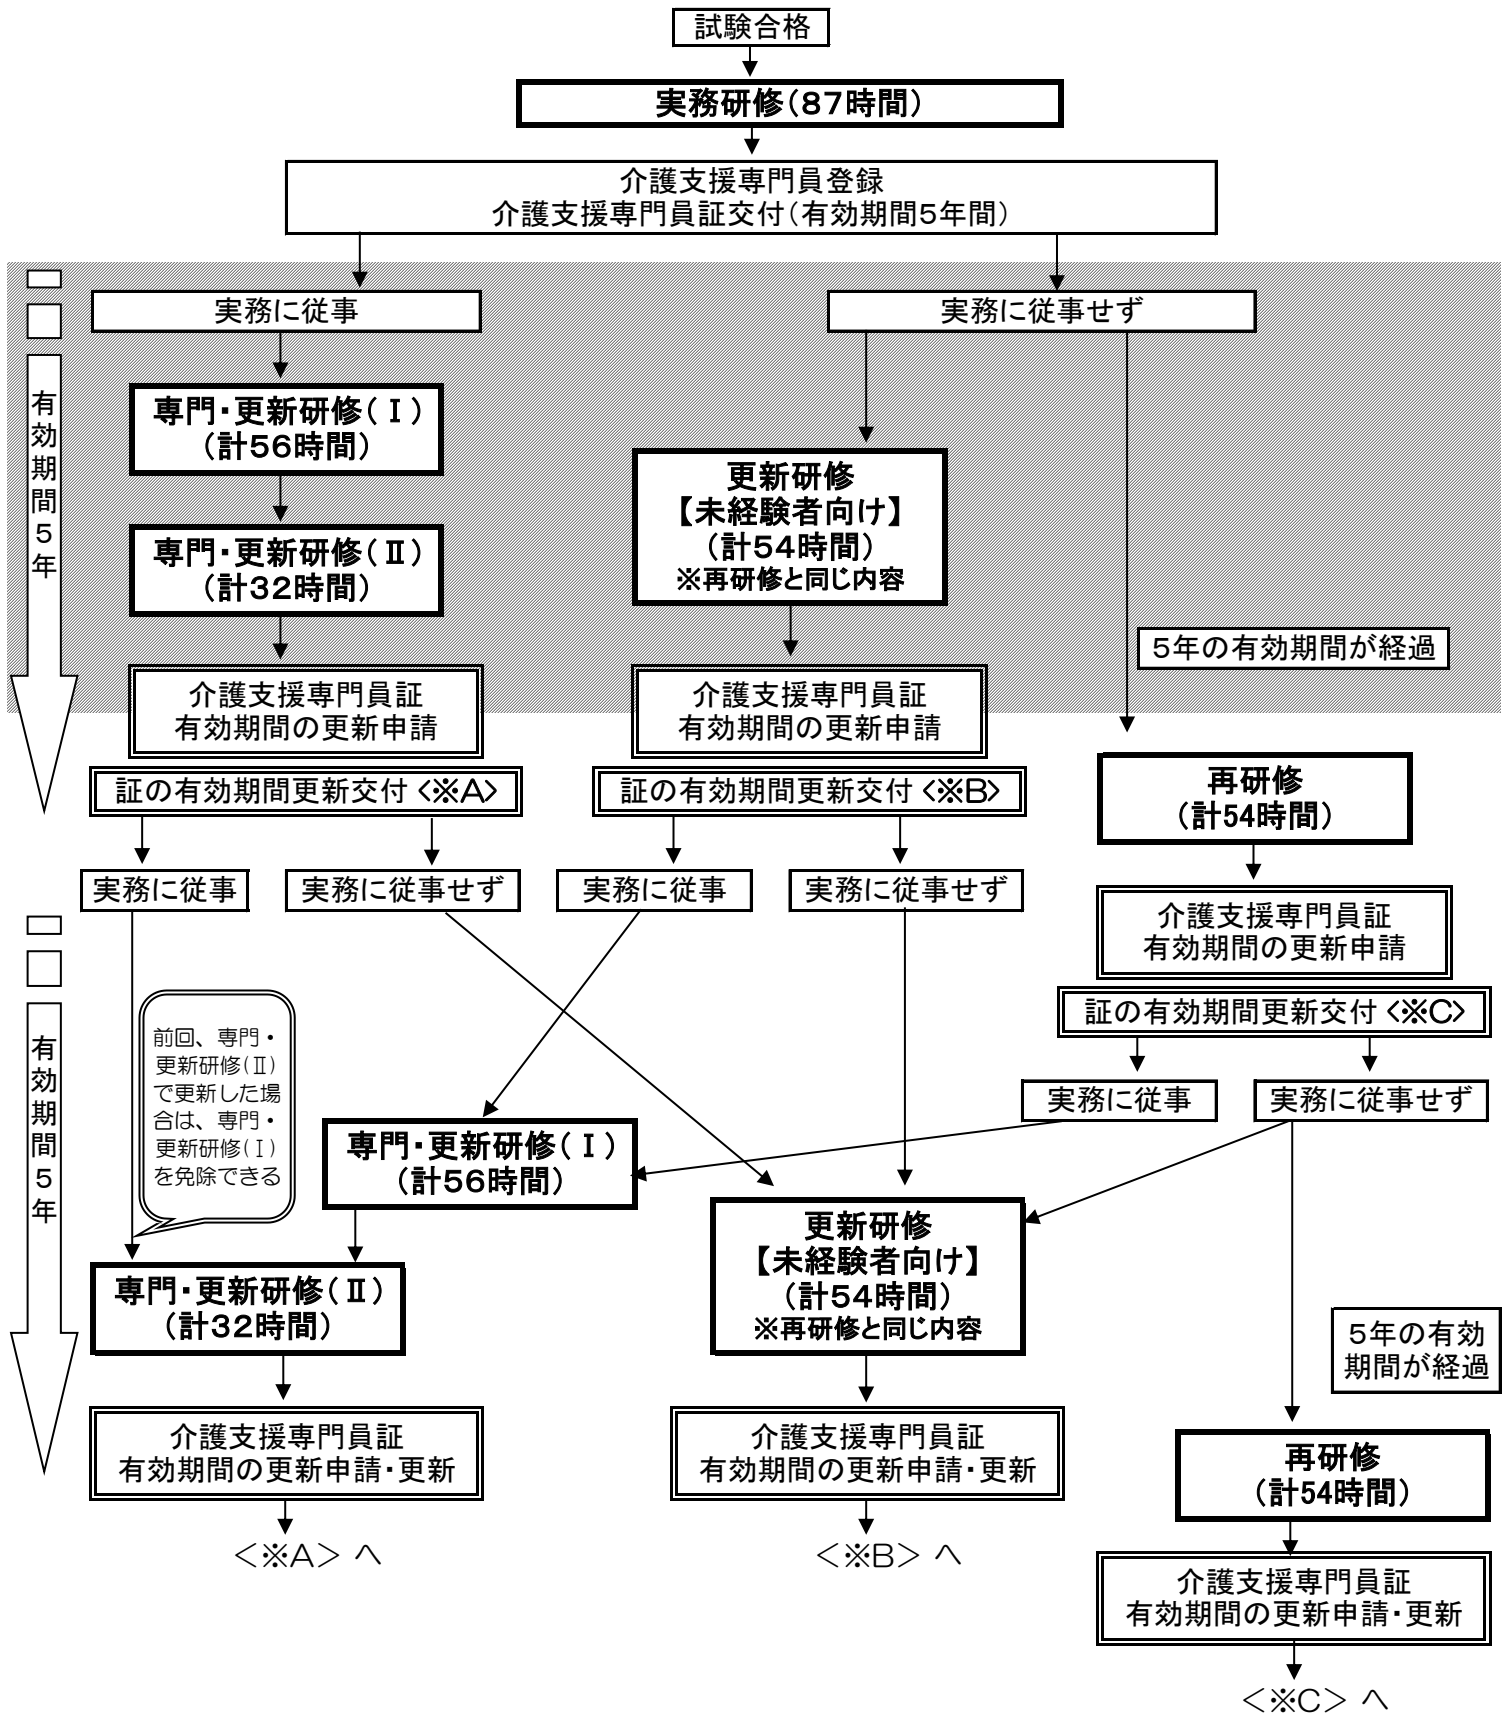 試験合格
実務研修（87時間）
介護支援専門員登録
介護支援専門員証交付（有効期間5年間）
実務に従事
実務に従事せず
有効期間5年
専門・更新研修（Ⅰ）
（計56時間）
専門・更新研修（Ⅱ）
（計32時間）
更新研修
【未経験者向け】
（計54時間）
※再研修と同じ内容
5年の有効期間が経過
介護支援専門員証
有効期間の更新申請
介護支援専門員証
有効期間の更新申請
証の有効期間更新交付<※A>
証の有効期間更新交付<※B>
再研修
（計54時間）
実務に従事
実務に従事せず
実務に従事
実務に従事せず
介護支援専門員証
有効期間の更新申請
証の有効期間更新交付<※C>
実務に従事
実務に従事せず
有効期間5年
前回、専門・
更新研修(Ⅱ)
で更新した場
合は、専門・
更新研修(Ⅰ)
を免除できる
専門・更新研修（Ⅰ）
（計56時間）
専門・更新研修（Ⅱ）
（計32時間）
更新研修
【未経験者向け】
（計54時間）
※再研修と同じ内容
5年の有効
期間が経過
介護支援専門員証
有効期間の更新申請・更新
介護支援専門員証
有効期間の更新申請・更新
再研修
（計54時間）
＜※A＞ へ
＜※B＞ へ
介護支援専門員証
有効期間の更新申請・更新
＜※C＞ へ